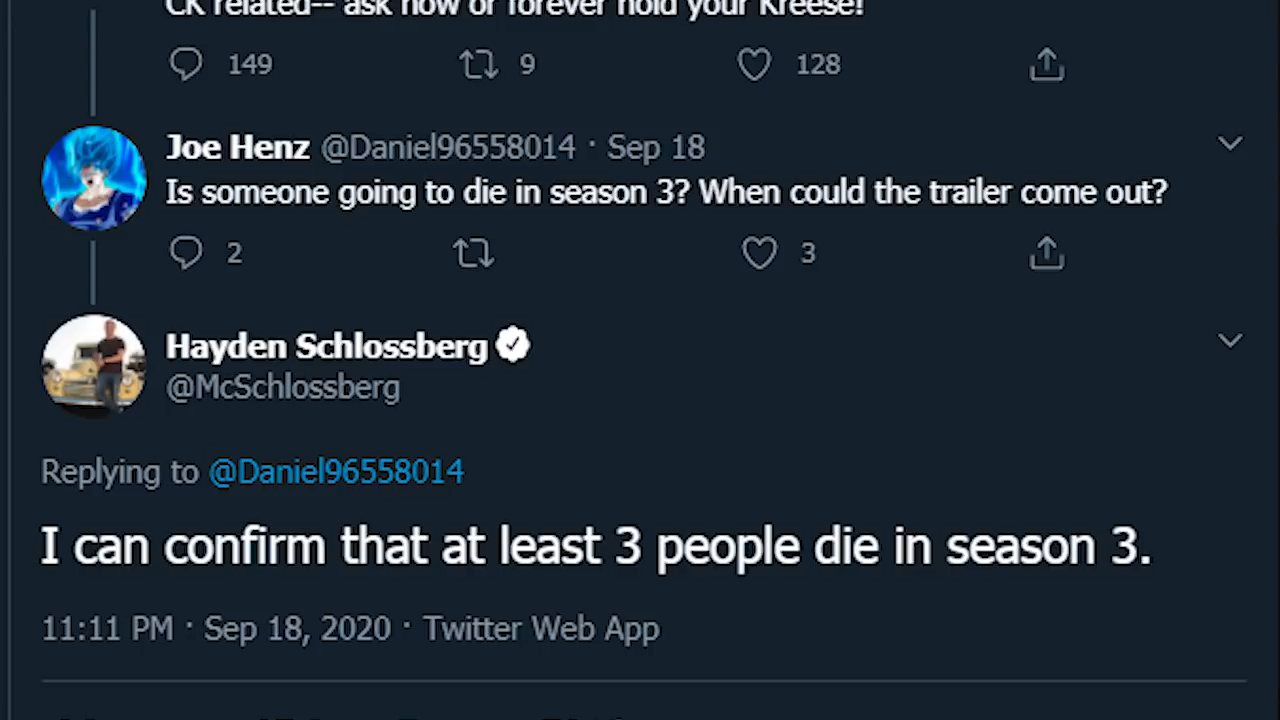 CK related-- ask now or forever hold your Kreese!
149 9 128
Joe Henz @Daniel96558014 · Sep 18
Is someone going to die in season 3? When could the trailer come out?
2 3
Hayden Schlossberg
@McSchlossberg
Replying to @Daniel96558014
I can confirm that at least 3 people die in season 3.
11:11 PM · Sep 18, 2020 · Twitter Web App